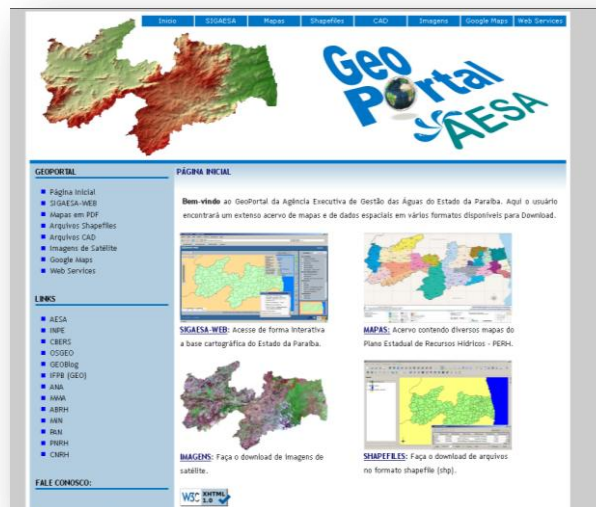 Início SIGAESA Mapas Shapefiles CAD Imagens Google Maps Web Services
Geo
Portal
AESA
GEOPORTAL
Página Inicial
SIGAESA-WEB
Mapas em PDF
Arquivos Shapefiles
Arquivos CAD
Imagens de Satélite
Google Maps
Web Services
LINKS
AESA
INPE
CBERS
OSGEO
GEOBlog
IFPB (GEO)
ANA
MMA
ABRH
MIN
PAN
PNRH
CNRH
FALE CONOSCO:
PÁGINA INICIAL
Bem-vindo ao GeoPortal da Agência Executiva de Gestão das Águas do Estado da Paraíba. Aqui o usuário
encontrará um extenso acervo de mapas e de dados espaciais em vários formatos disponíveis para Download.
SIGAESA-WEB: Acesse de forma interativa
a base cartográfica do Estado da Paraíba.
MAPAS: Acervo contendo diversos mapas do
Plano Estadual de Recursos Hídricos - PERH.
IMAGENS: Faça o download de imagens de
satélite.
SHAPEFILES: Faça o download de arquivos
no formato shapefile (shp).
W3C XHTML
1.0